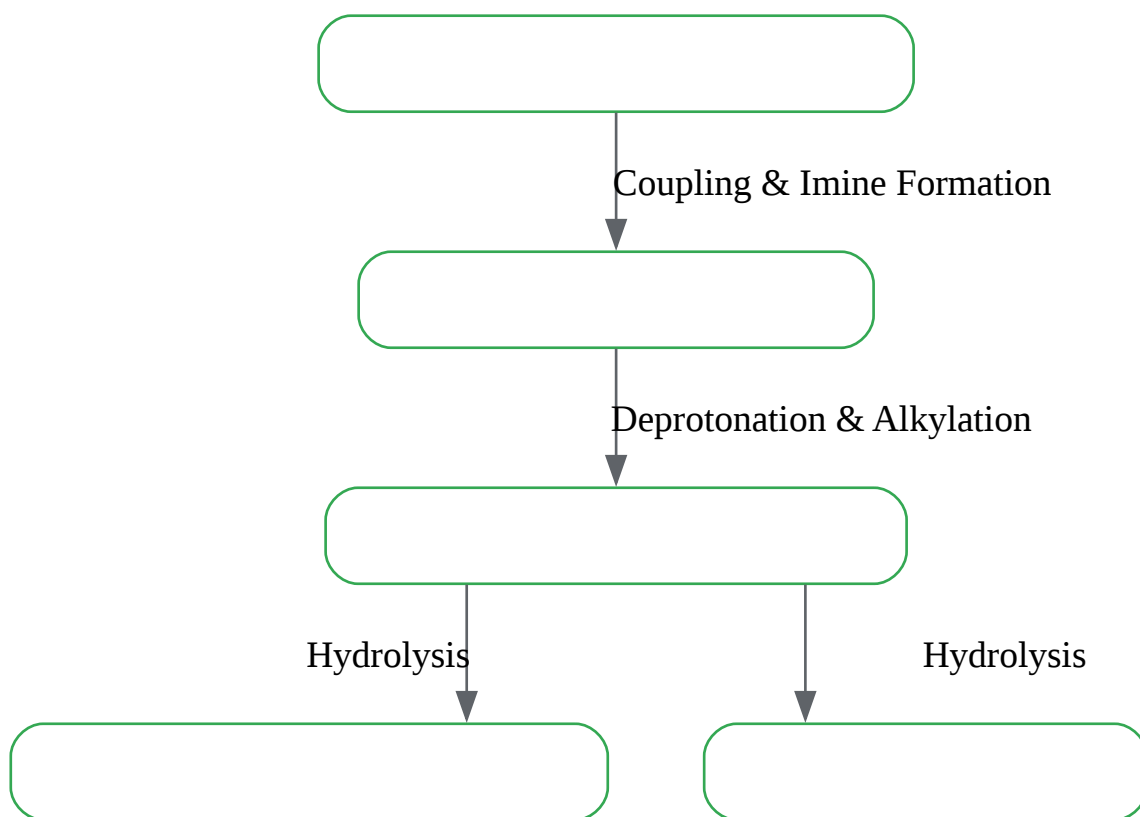 Coupling & Imine Formation
Deprotonation & Alkylation
Hydrolysis
Hydrolysis